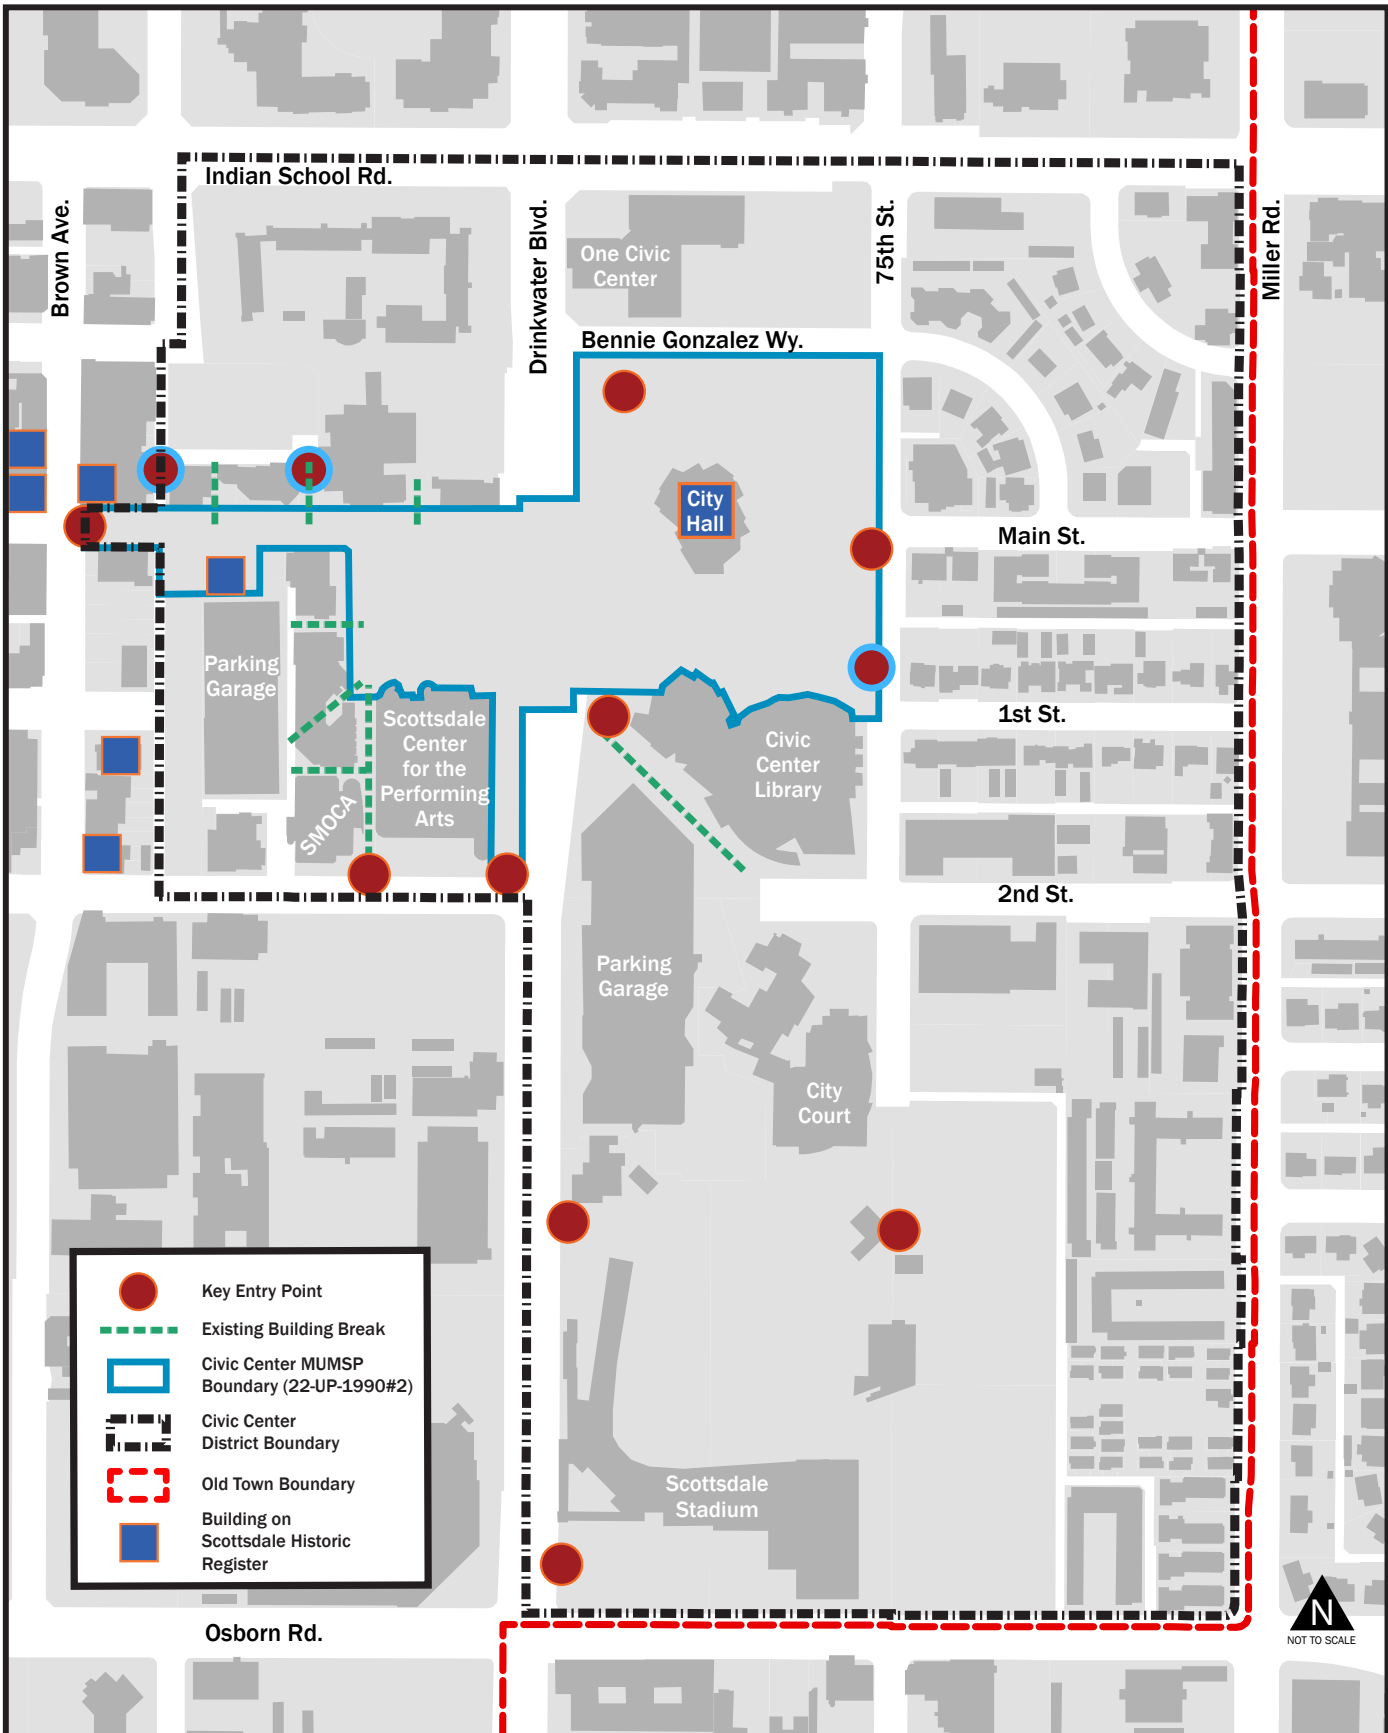 Indian School Rd.
Brown Ave.
Drinkwater Blvd.
75th St.
Miller Rd.
One Civic
Center
Bennie Gonzalez Wy.
City
Hall
Main St.
Parking
Garage
Scottsdale
Center
for the
Performing
Arts
SMOCA
Civic
Center
Library
1st St.
2nd St.
Parking
Garage
City
Court
Key Entry Point
Existing Building Break
Civic Center MUMSP
Boundary (22-UP-1990#2)
Civic Center
District Boundary
Old Town Boundary
Building on
Scottsdale Historic
Register
Scottsdale
Stadium
Osborn Rd.
N
NOT TO SCALE